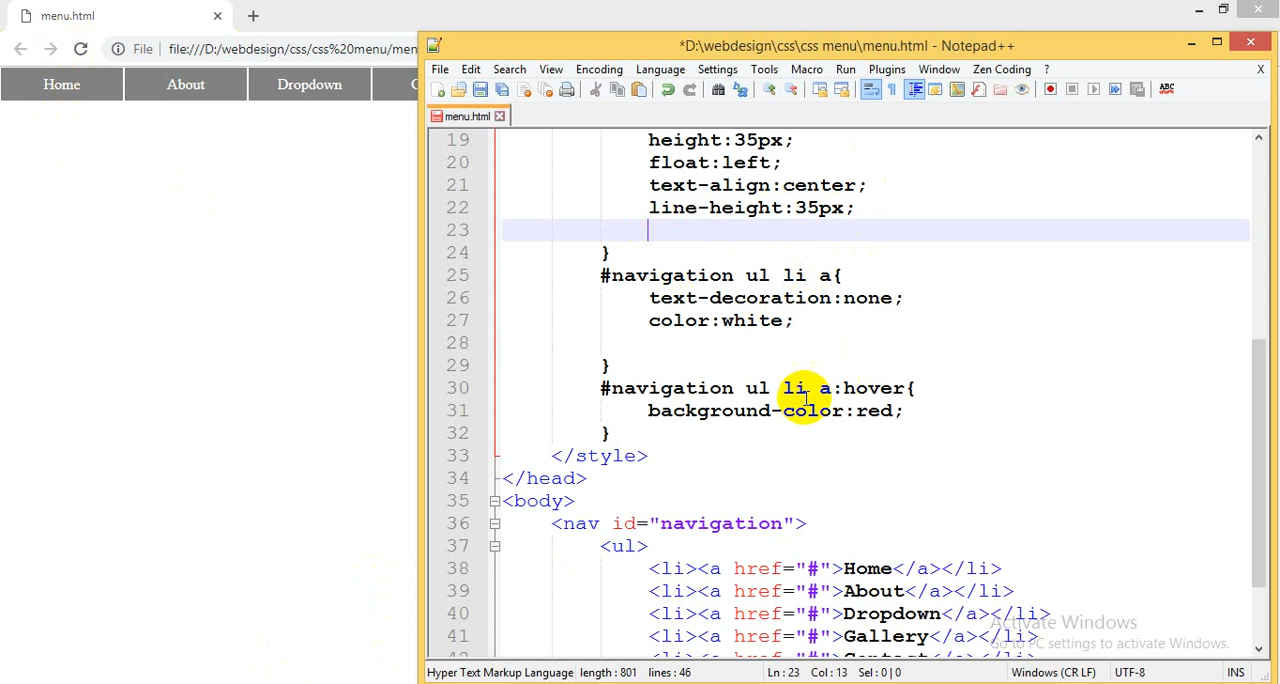 menu.html
File file:///D:/webdesign/css/css%20menu/men
Home About Dropdown
*D:\webdesign\css\css menu\menu.html - Notepad++
File Edit Search View Encoding Language Settings Tools Macro Run Plugins Window Zen Coding ? X
ABC
menu.html
19 height:35px;
20 float:left;
21 text-align:center;
22 line-height:35px;
23
24 }
25 #navigation ul li a{
26 text-decoration:none;
27 color:white;
28
29 }
30 #navigation ul li a:hover{
31 background-color:red;
32 }
33 </style>
34 </head>
35 <body>
36 <nav id="navigation">
37 <ul>
38 <li><a href="#">Home</a></li>
39 <li><a href="#">About</a></li>
40 <li><a href="#">Dropdown</a></li>
41 <li><a href="#">Gallery</a></li>
Activate Windows
Go to PC settings to activate Windows.
Hyper Text Markup Language length : 801 lines : 46 Ln : 23 Col : 13 Sel : 0 | 0 Windows (CR LF) UTF-8 INS